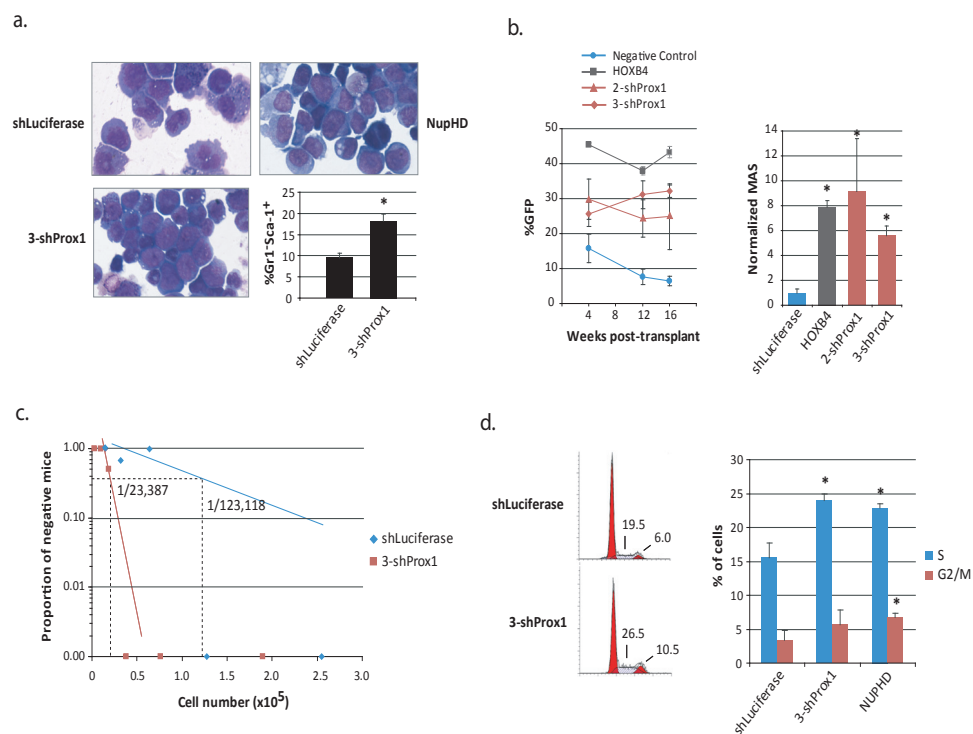 a.
shLuciferase
NupHD
3-shProx1
%Gr1⁻Sca-1⁺
25
20
15
10
5
0
*
shLuciferase
3-shProx1
b.
Negative Control
HOXB4
2-shProx1
3-shProx1
%GFP
50
40
30
20
10
0
4 8 12 16
Weeks post-transplant
Normalized MAS
14
12
10
8
6
4
2
0
* * *
shLuciferase
HOXB4
2-shProx1
3-shProx1
c.
Proportion of negative mice
1.00
0.10
0.01
0.00
1/23,387
1/123,118
shLuciferase
3-shProx1
0 0.5 1.0 1.5 2.0 2.5 3.0
Cell number (x10⁵)
d.
shLuciferase
19.5
6.0
3-shProx1
26.5
10.5
% of cells
30
25
20
15
10
5
0
* * *
S
G2/M
shLuciferase
3-shProx1
NUPHD